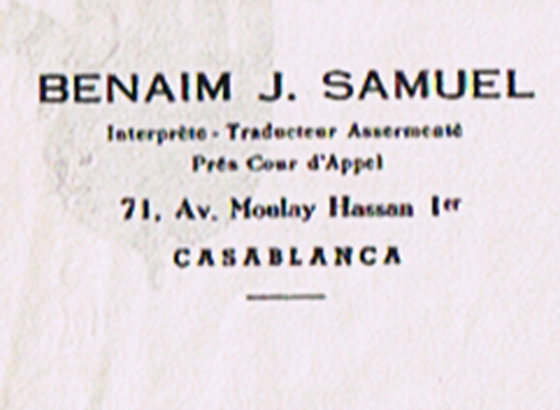 BENAIM J. SAMUEL
Interprète - Traducteur Assermenté
Près Cour d'Appel
71, Av. Moulay Hassan 1er
CASABLANCA